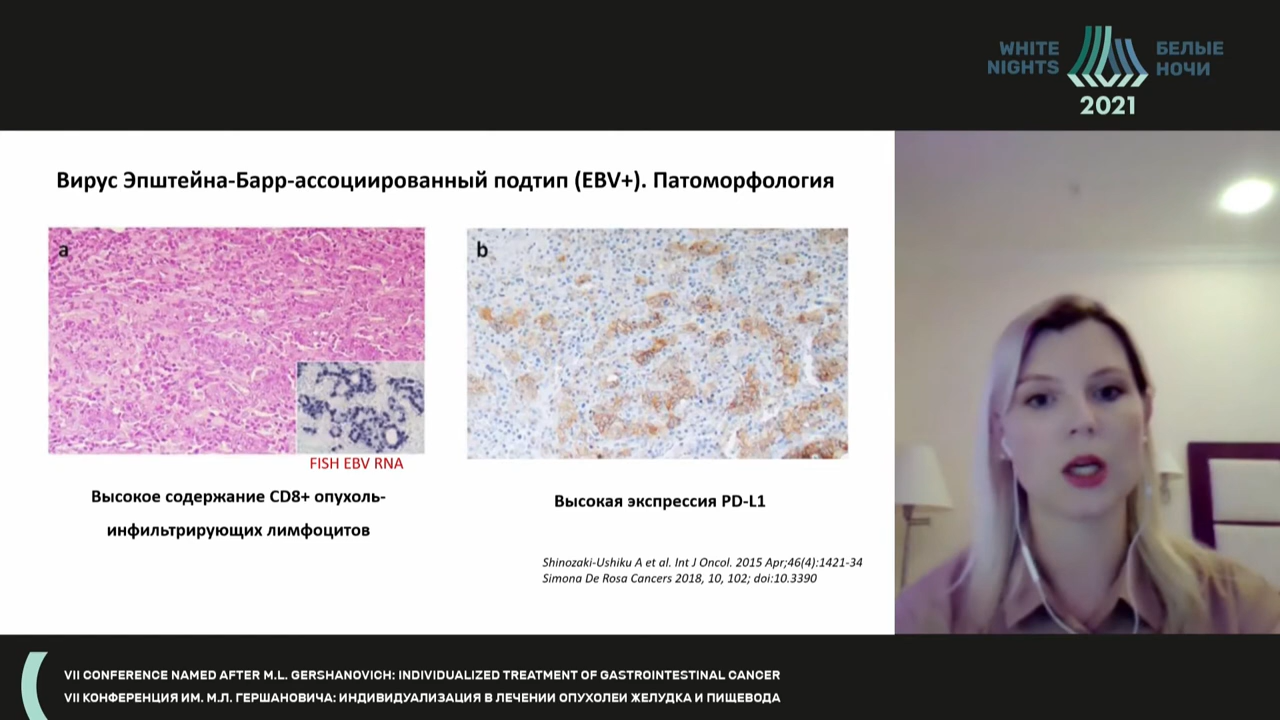 WHITE
NIGHTS
БЕЛЫЕ
НОЧИ
2021
Вирус Эпштейна-Барр-ассоциированный подтип (EBV+). Патоморфология
a
b
FISH EBV RNA
Высокое содержание CD8+ опухоль-
инфильтрирующих лимфоцитов
Высокая экспрессия PD-L1
Shinozaki-Ushiku A et al. Int J Oncol. 2015 Apr;46(4):1421-34
Simona De Rosa Cancers 2018, 10, 102; doi:10.3390
VII CONFERENCE NAMED AFTER M.L. GERSHANOVICH: INDIVIDUALIZED TREATMENT OF GASTROINTESTINAL CANCER
VII КОНФЕРЕНЦИЯ ИМ. М.Л. ГЕРШАНОВИЧА: ИНДИВИДУАЛИЗАЦИЯ В ЛЕЧЕНИИ ОПУХОЛЕИ ЖЕЛУДКА И ПИЩЕВОДА